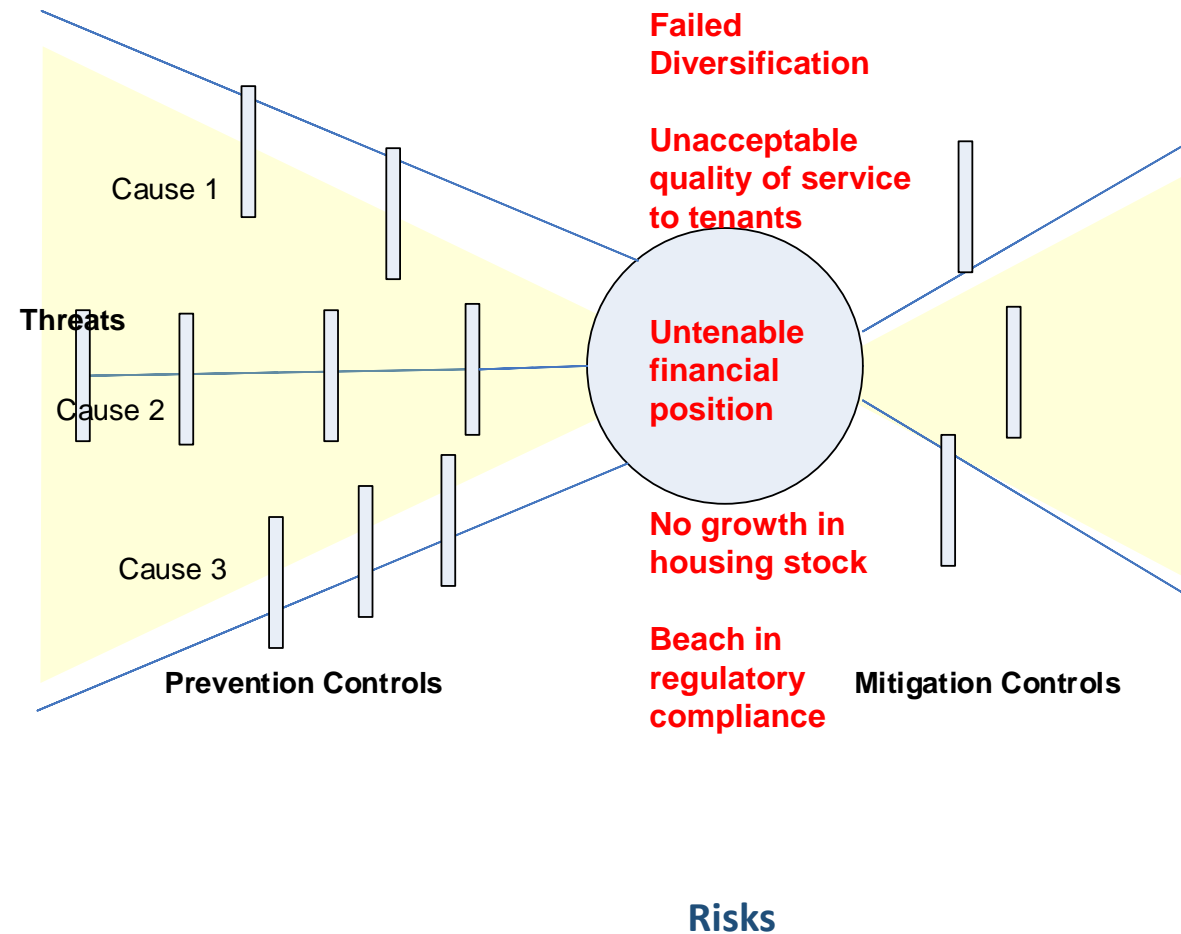 Failed
Diversification
Unacceptable
quality of service
to tenants
Cause 1
Threats
Cause 2
Untenable
financial
position
Cause 3
No growth in
housing stock
Beach in
regulatory
compliance
Prevention Controls
Mitigation Controls
Risks